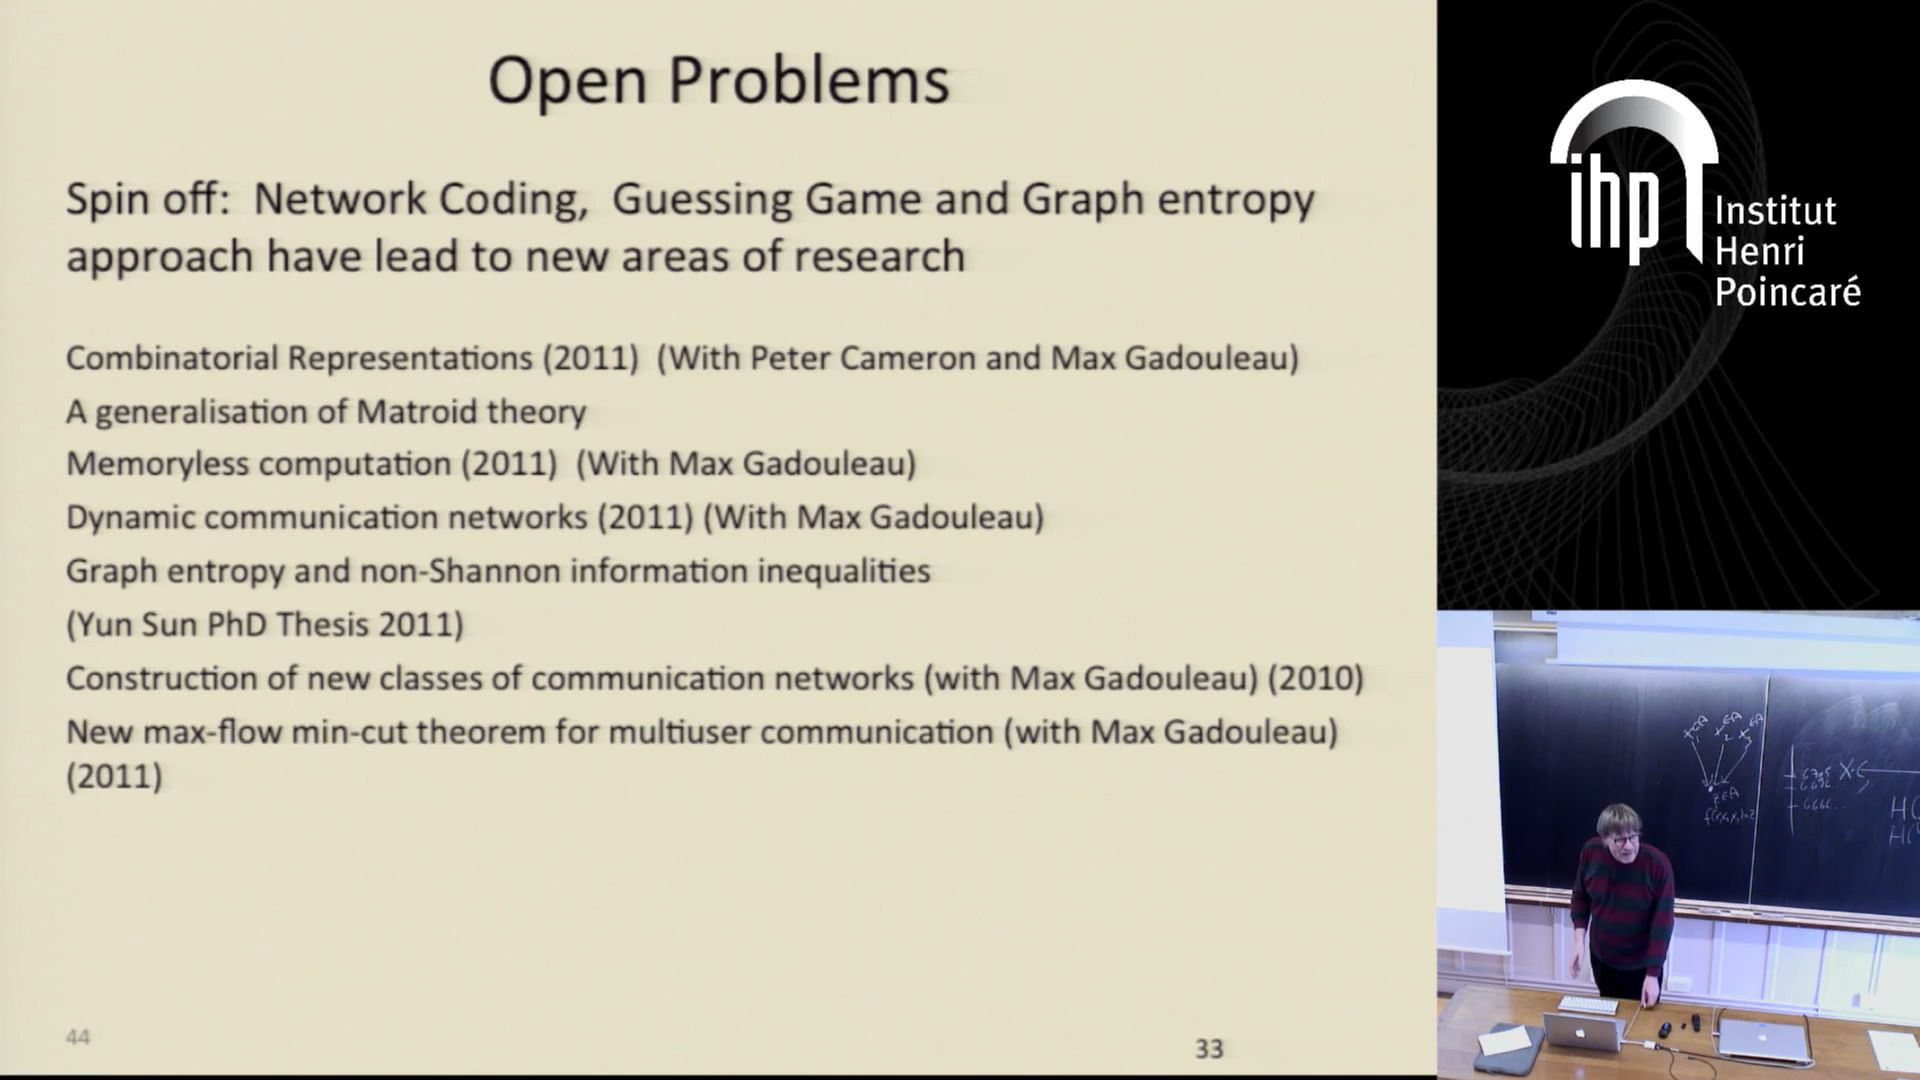 Open Problems
Spin off: Network Coding, Guessing Game and Graph entropy
approach have lead to new areas of research
Combinatorial Representations (2011) (With Peter Cameron and Max Gadouleau)
A generalisation of Matroid theory
Memoryless computation (2011) (With Max Gadouleau)
Dynamic communication networks (2011) (With Max Gadouleau)
Graph entropy and non-Shannon information inequalities
(Yun Sun PhD Thesis 2011)
Construction of new classes of communication networks (with Max Gadouleau) (2010)
New max-flow min-cut theorem for multiuser communication (with Max Gadouleau)
(2011)
44
33
ihp
Institut
Henri
Poincaré